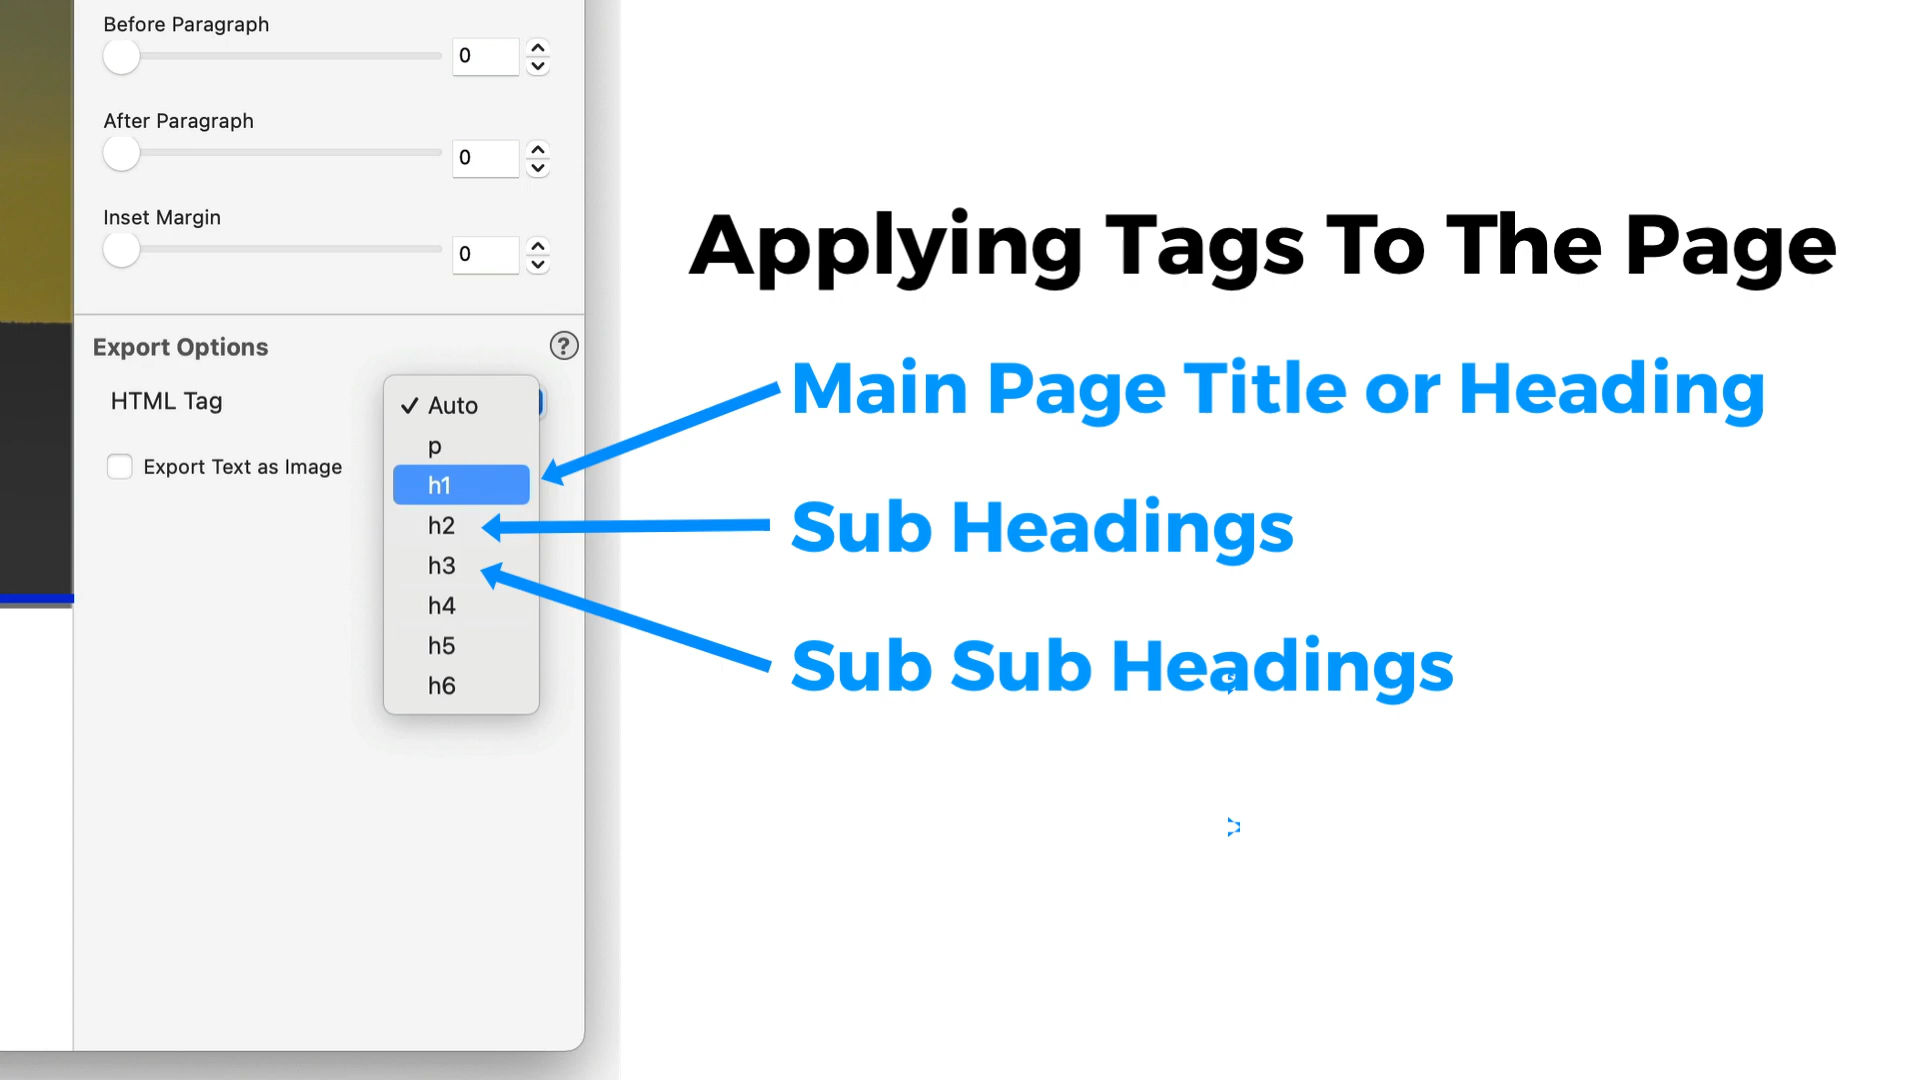 Before Paragraph
0
After Paragraph
0
Inset Margin
0
Export Options
?
HTML Tag
Export Text as Image
✓ Auto
p
h1
h2
h3
h4
h5
h6
Applying Tags To The Page
Main Page Title or Heading
Sub Headings
Sub Sub Headings